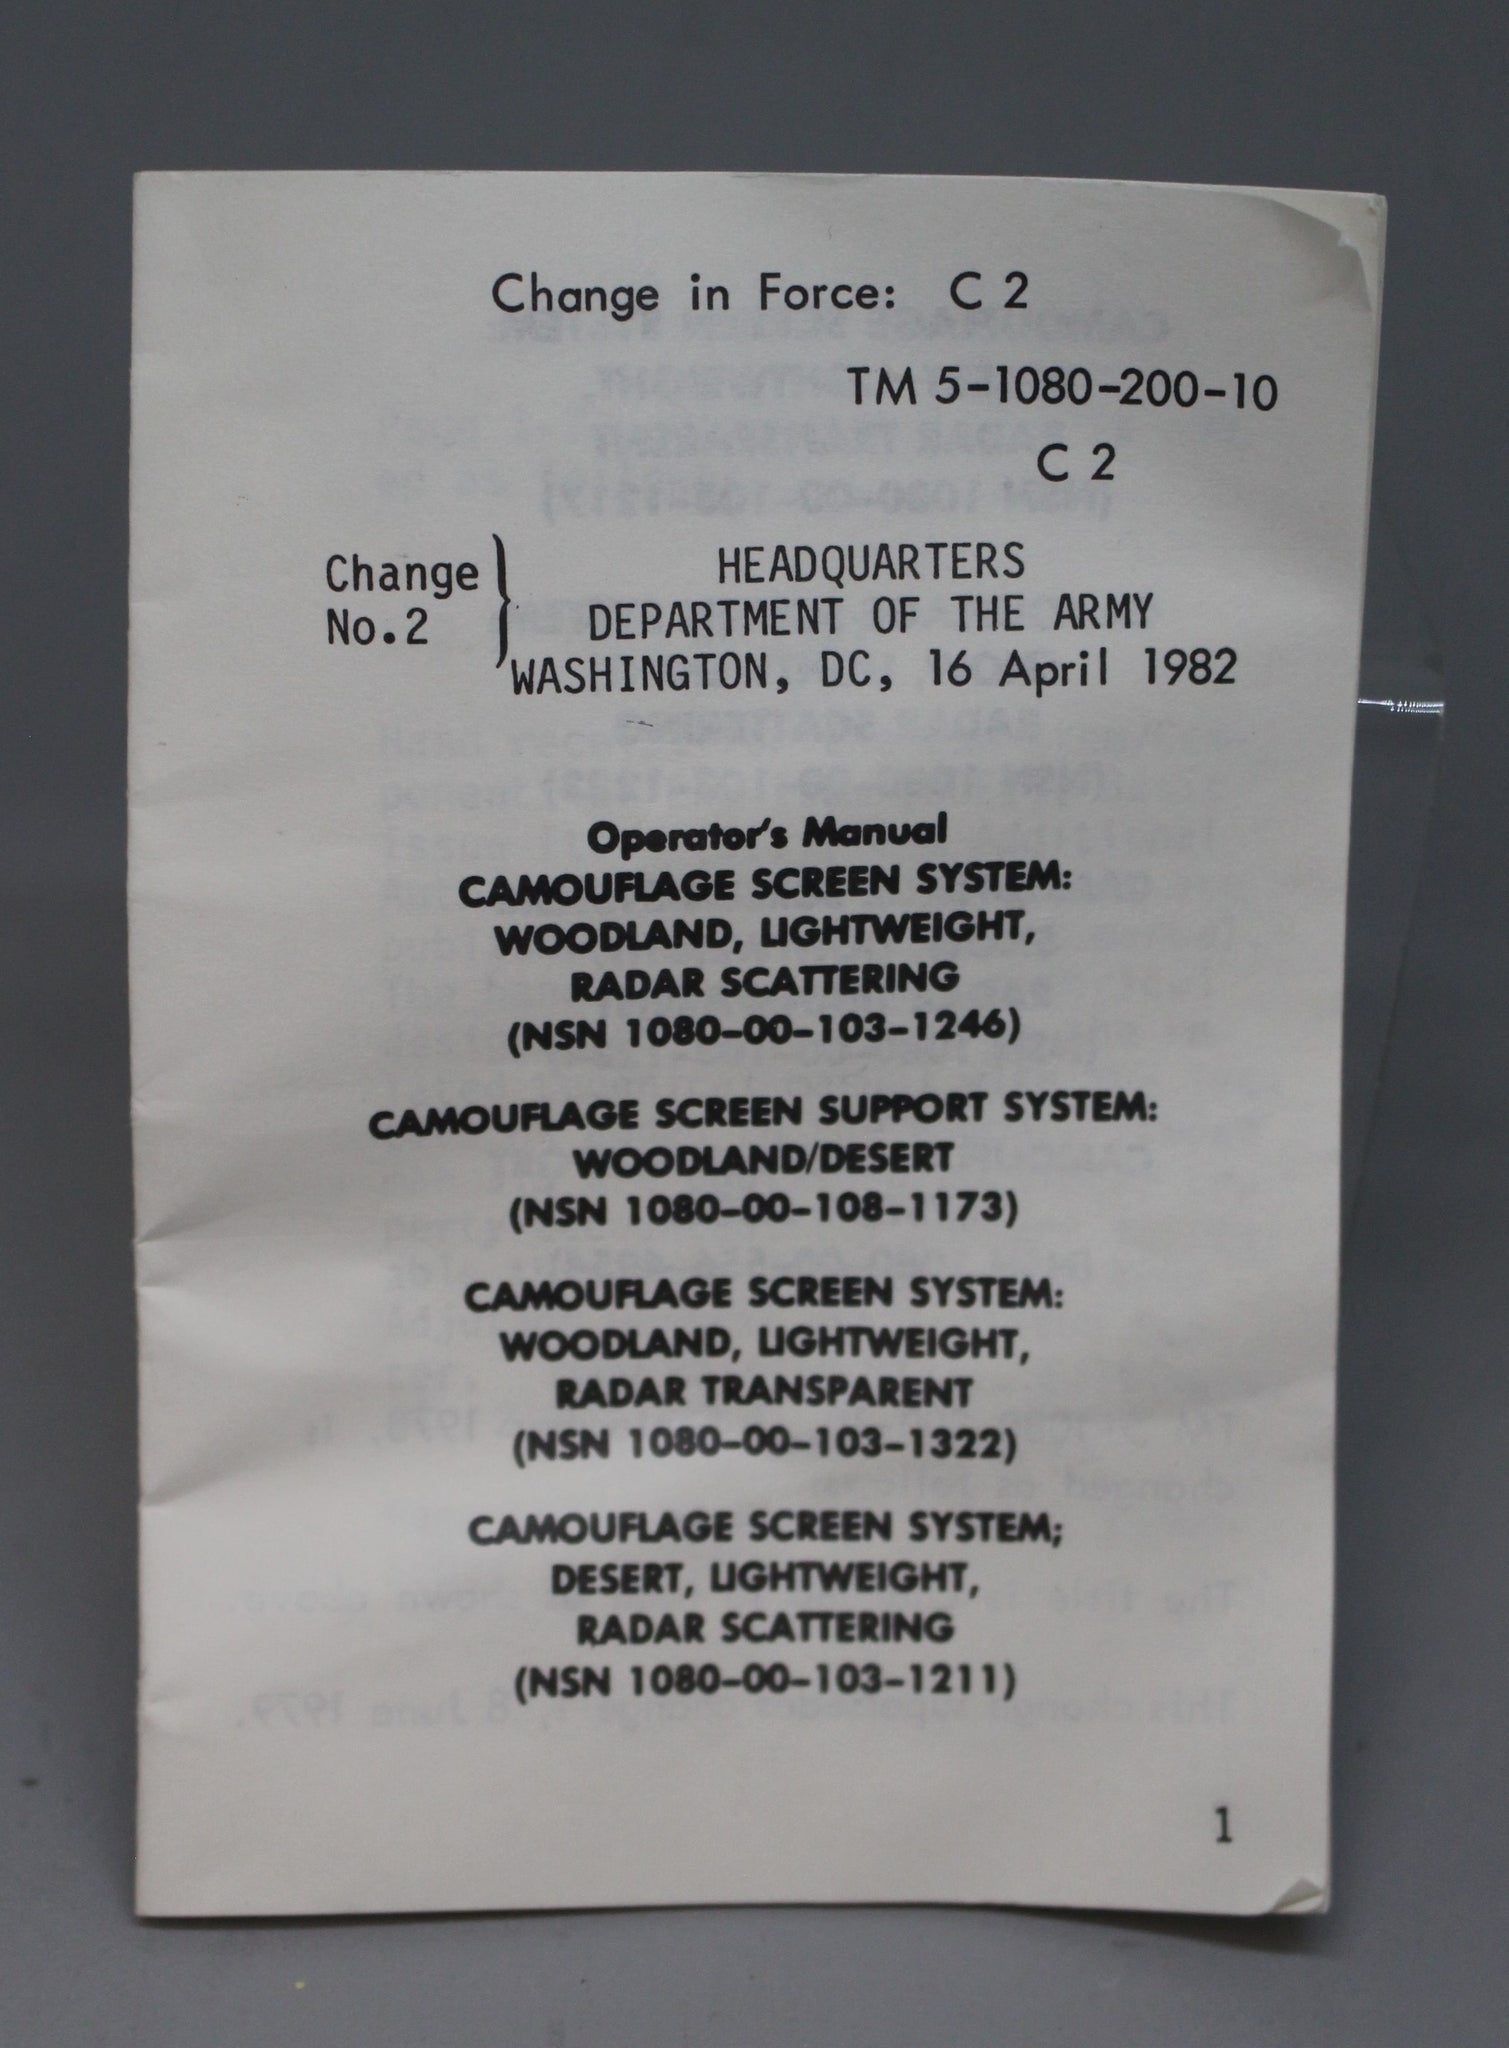 Change in Force: C 2
TM 5-1080-200-10
C 2
Change No.2
HEADQUARTERS
DEPARTMENT OF THE ARMY
WASHINGTON, DC, 16 April 1982
Operator's Manual
CAMOUFLAGE SCREEN SYSTEM:
WOODLAND, LIGHTWEIGHT,
RADAR SCATTERING
(NSN 1080-00-103-1246)
CAMOUFLAGE SCREEN SUPPORT SYSTEM:
WOODLAND/DESERT
(NSN 1080-00-108-1173)
CAMOUFLAGE SCREEN SYSTEM:
WOODLAND, LIGHTWEIGHT,
RADAR TRANSPARENT
(NSN 1080-00-103-1322)
CAMOUFLAGE SCREEN SYSTEM;
DESERT, LIGHTWEIGHT,
RADAR SCATTERING
(NSN 1080-00-103-1211)
1